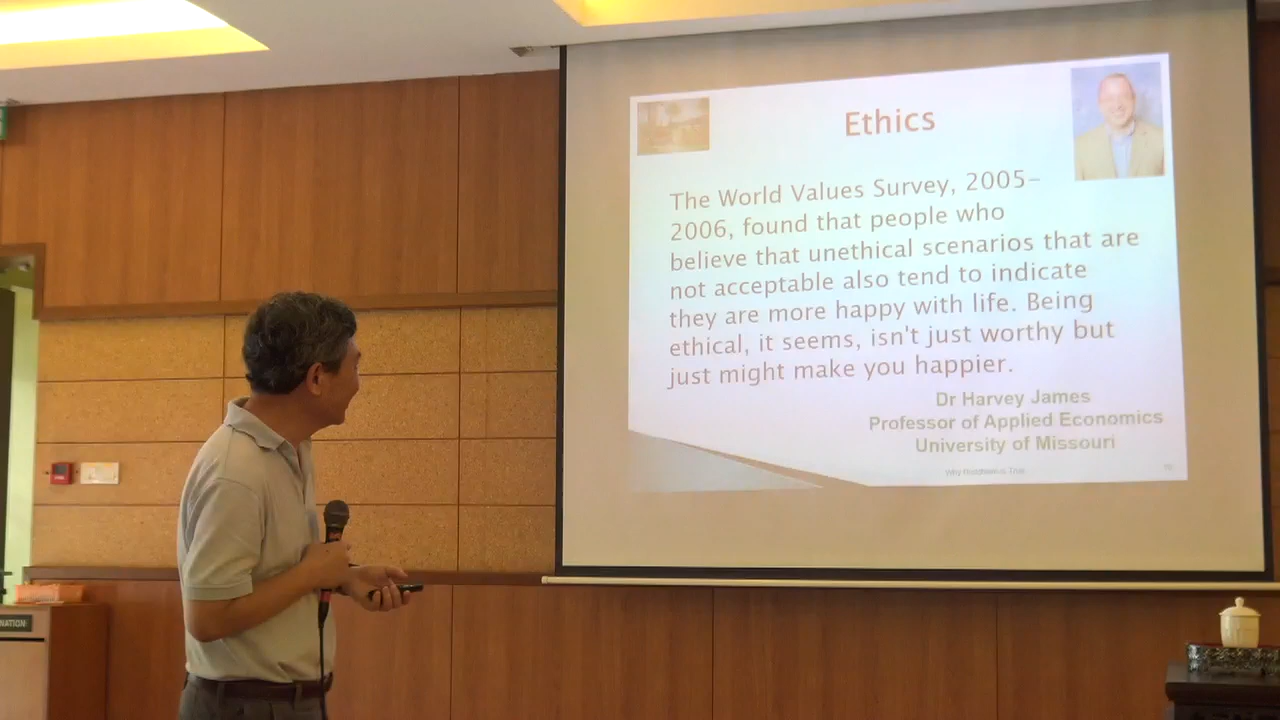 Ethics
The World Values Survey, 2005-
2006, found that people who
believe that unethical scenarios that are
not acceptable also tend to indicate
they are more happy with life. Being
ethical, it seems, isn't just worthy but
just might make you happier.
Dr Harvey James
Professor of Applied Economics
University of Missouri
NATION